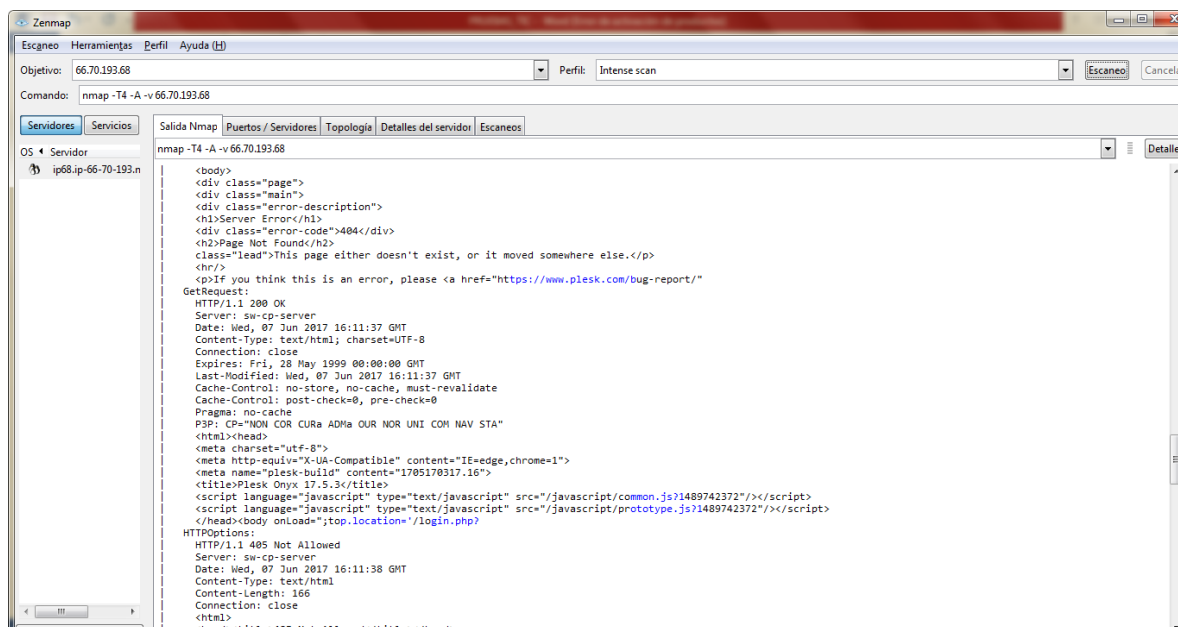 Zenmap
Escaneo Herramientas Perfil Ayuda (H)
Objetivo: 66.70.193.68 Perfil: Intense scan Escaneo Cancela
Comando: nmap -T4 -A -v 66.70.193.68
Servidores Servicios Salida Nmap Puertos / Servidores Topología Detalles del servidor Escaneos
OS Servidor nmap -T4 -A -v 66.70.193.68 Detalle
ip68.ip-66-70-193.n
<body>
<div class="page">
<div class="main">
<div class="error-description">
<h1>Server Error</h1>
<div class="error-code">404</div>
<h2>Page Not Found</h2>
class="lead">This page either doesn't exist, or it moved somewhere else.</p>
<hr/>
<p>If you think this is an error, please <a href="https://www.plesk.com/bug-report/"
GetRequest:
HTTP/1.1 200 OK
Server: sw-cp-server
Date: Wed, 07 Jun 2017 16:11:37 GMT
Content-Type: text/html; charset=UTF-8
Connection: close
Expires: Fri, 28 May 1999 00:00:00 GMT
Last-Modified: Wed, 07 Jun 2017 16:11:37 GMT
Cache-Control: no-store, no-cache, must-revalidate
Cache-Control: post-check=0, pre-check=0
Pragma: no-cache
P3P: CP="NON COR CURa ADMa OUR NOR UNI COM NAV STA"
<html><head>
<meta charset="utf-8">
<meta http-equiv="X-UA-Compatible" content="IE=edge,chrome=1">
<meta name="plesk-build" content="1705170317.16">
<title>Plesk Onyx 17.5.3</title>
<script language="javascript" type="text/javascript" src="/javascript/common.js?1489742372"/></script>
<script language="javascript" type="text/javascript" src="/javascript/prototype.js?1489742372"/></script>
</head><body onLoad=";top.location='/login.php?
HTTPOptions:
HTTP/1.1 405 Not Allowed
Server: sw-cp-server
Date: Wed, 07 Jun 2017 16:11:38 GMT
Content-Type: text/html
Content-Length: 166
Connection: close
<html>